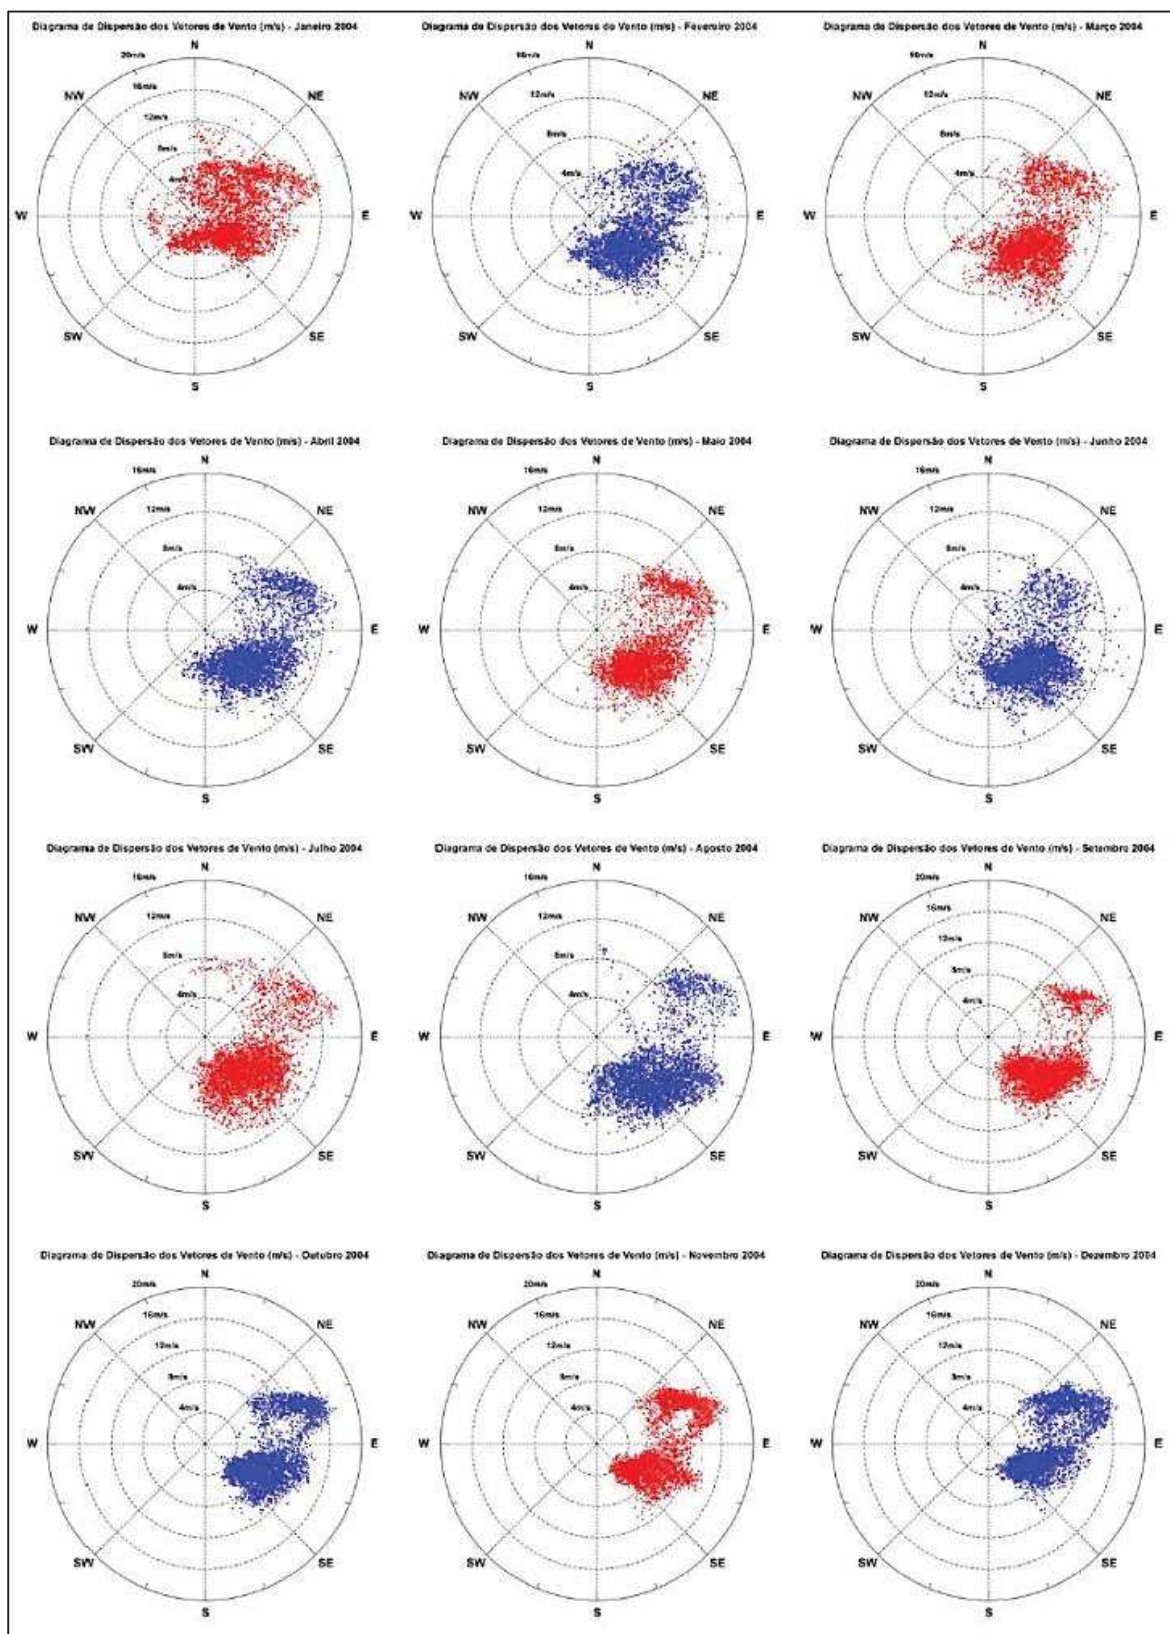 Diagrama de Dispersão dos Vetores de Vento (m/s) - Janeiro 2004
N
20m/s
16m/s
NW
NE
12m/s
8m/s
4m/s
W
E
SW
SE
S
Diagrama de Dispersão dos Vetores de Vento (m/s) - Fevereiro 2004
N
12m/s
NW
NE
8m/s
4m/s
W
E
SW
SE
S
Diagrama de Dispersão dos Vetores de Vento (m/s) - Março 2004
N
12m/s
NW
NE
8m/s
4m/s
W
E
SW
SE
S
Diagrama de Dispersão dos Vetores de Vento (m/s) - Abril 2004
N
16m/s
12m/s
NW
NE
8m/s
4m/s
W
E
SW
SE
S
Diagrama de Dispersão dos Vetores de Vento (m/s) - Maio 2004
N
16m/s
12m/s
NW
NE
8m/s
4m/s
W
E
SW
SE
S
Diagrama de Dispersão dos Vetores de Vento (m/s) - Junho 2004
N
16m/s
12m/s
NW
NE
8m/s
4m/s
W
E
SW
SE
S
Diagrama de Dispersão dos Vetores de Vento (m/s) - Julho 2004
N
16m/s
12m/s
NW
NE
8m/s
4m/s
W
E
SW
SE
S
Diagrama de Dispersão dos Vetores de Vento (m/s) - Agosto 2004
N
16m/s
12m/s
NW
NE
8m/s
4m/s
W
E
SW
SE
S
Diagrama de Dispersão dos Vetores de Vento (m/s) - Setembro 2004
N
20m/s
16m/s
NW
NE
12m/s
8m/s
4m/s
W
E
SW
SE
S
Diagrama de Dispersão dos Vetores de Vento (m/s) - Outubro 2004
N
20m/s
16m/s
NW
NE
12m/s
8m/s
4m/s
W
E
SW
SE
S
Diagrama de Dispersão dos Vetores de Vento (m/s) - Novembro 2004
N
20m/s
16m/s
NW
NE
12m/s
8m/s
4m/s
W
E
SW
SE
S
Diagrama de Dispersão dos Vetores de Vento (m/s) - Dezembro 2004
N
20m/s
16m/s
NW
NE
12m/s
8m/s
4m/s
W
E
SW
SE
S